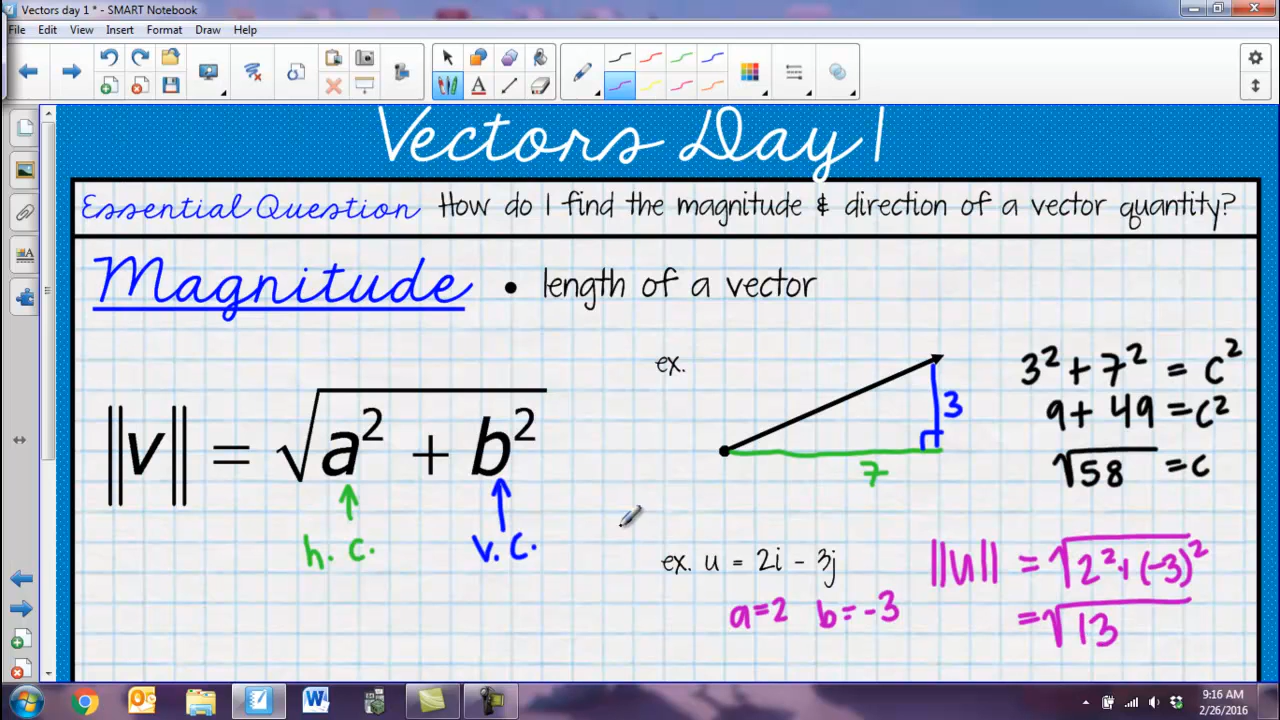 Vectors day 1 * - SMART Notebook
File Edit View Insert Format Draw Help
Vectors Day 1
Essential Question How do I find the magnitude & direction of a vector quantity?
Magnitude • length of a vector
ex.
3² + 7² = c²
9 + 49 = c²
√58 = c
3
7
||v|| = √a² + b²
h. c. v. c.
ex. u = 2i - 3j
a=2 b=-3
||u|| = √2²+(-3)²
=√13
9:16 AM
2/26/2016